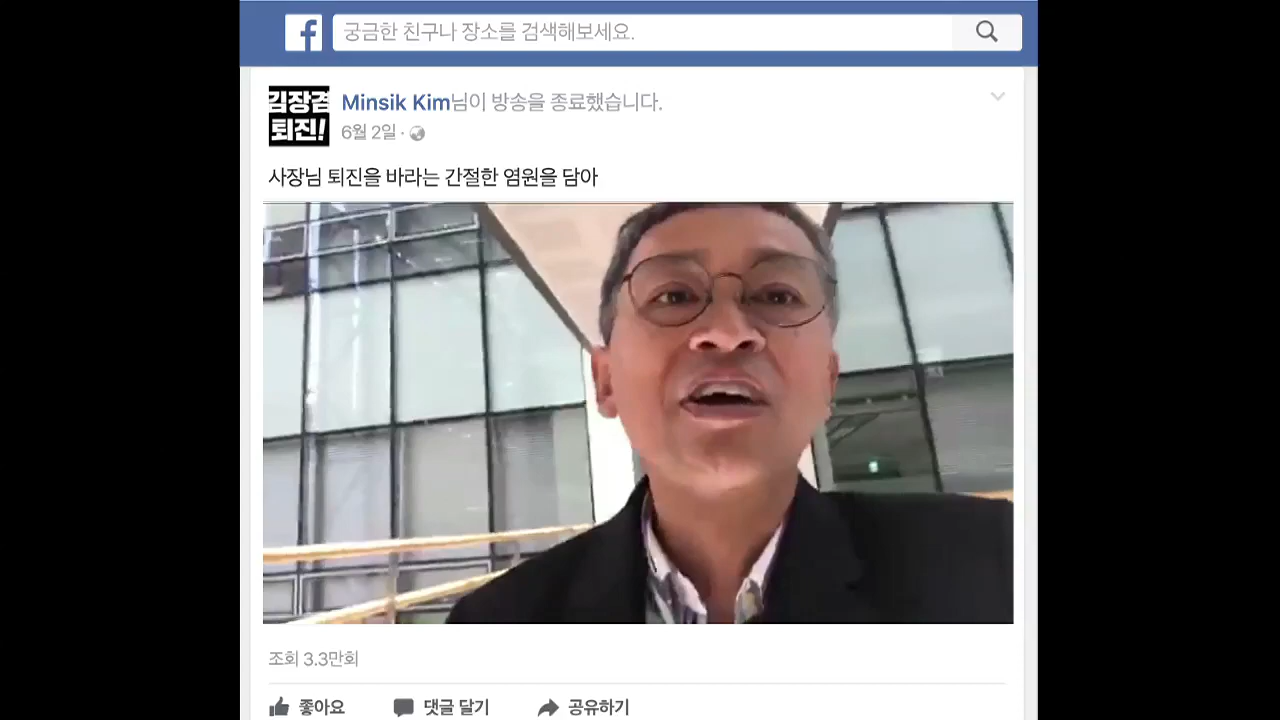 궁금한 친구나 장소를 검색해보세요.
김장겸
퇴진!
Minsik Kim님이 방송을 종료했습니다.
6월 2일 ·
사장님 퇴진을 바라는 간절한 염원을 담아
조회 3.3만회
좋아요 댓글 달기 공유하기